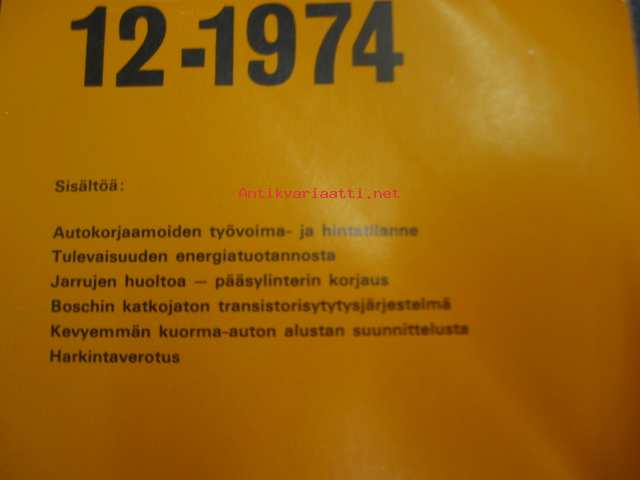 12-1974
Sisältöä:
Antikvariaatti.net
Autokorjaamoiden työvoima- ja hintatilanne
Tulevaisuuden energiatuotannosta
Jarrujen huoltoa — pääsylinterin korjaus
Boschin katkojaton transistorisytytysjärjestelmä
Kevyemmän kuorma-auton alustan suunnittelusta
Harkintaverotus